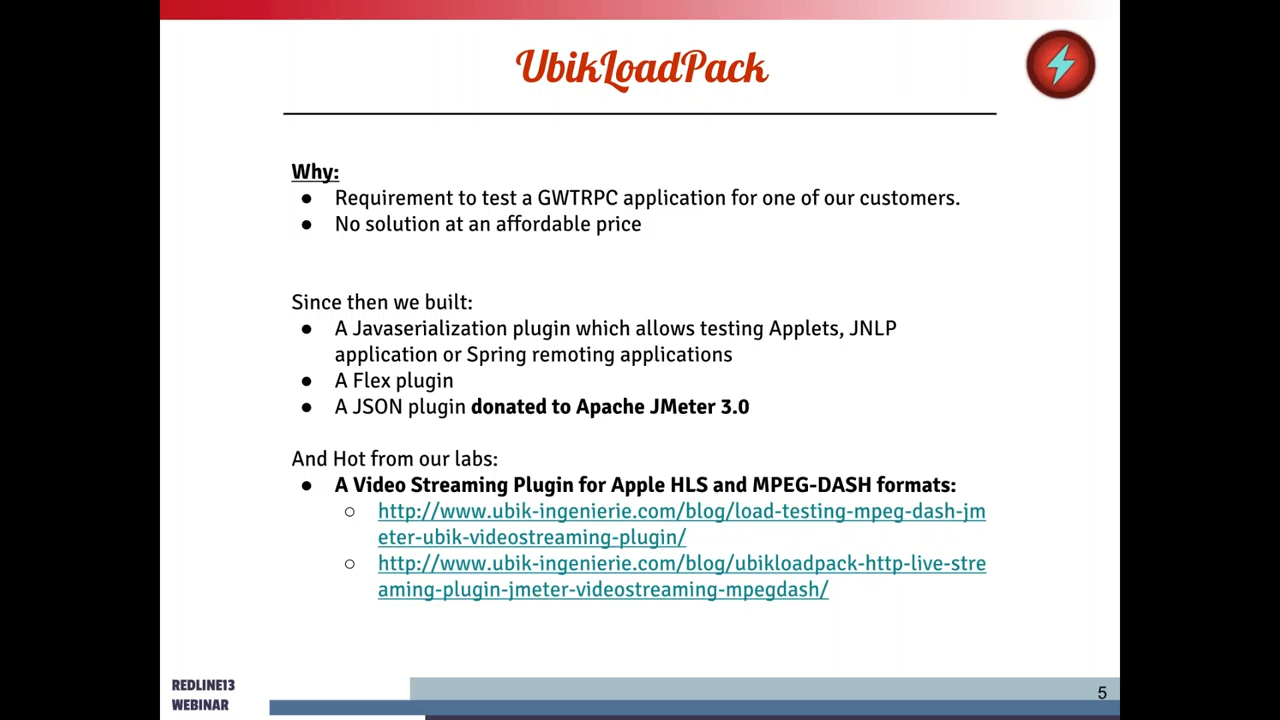 UbikLoadPack
Why:
● Requirement to test a GWTRPC application for one of our customers.
● No solution at an affordable price
Since then we built:
● A Javaserialization plugin which allows testing Applets, JNLP
application or Spring remoting applications
● A Flex plugin
● A JSON plugin donated to Apache JMeter 3.0
And Hot from our labs:
● A Video Streaming Plugin for Apple HLS and MPEG-DASH formats:
○ http://www.ubik-ingenierie.com/blog/load-testing-mpeg-dash-jm
eter-ubik-videostreaming-plugin/
○ http://www.ubik-ingenierie.com/blog/ubikloadpack-http-live-stre
aming-plugin-jmeter-videostreaming-mpegdash/
REDLINE13
WEBINAR
5